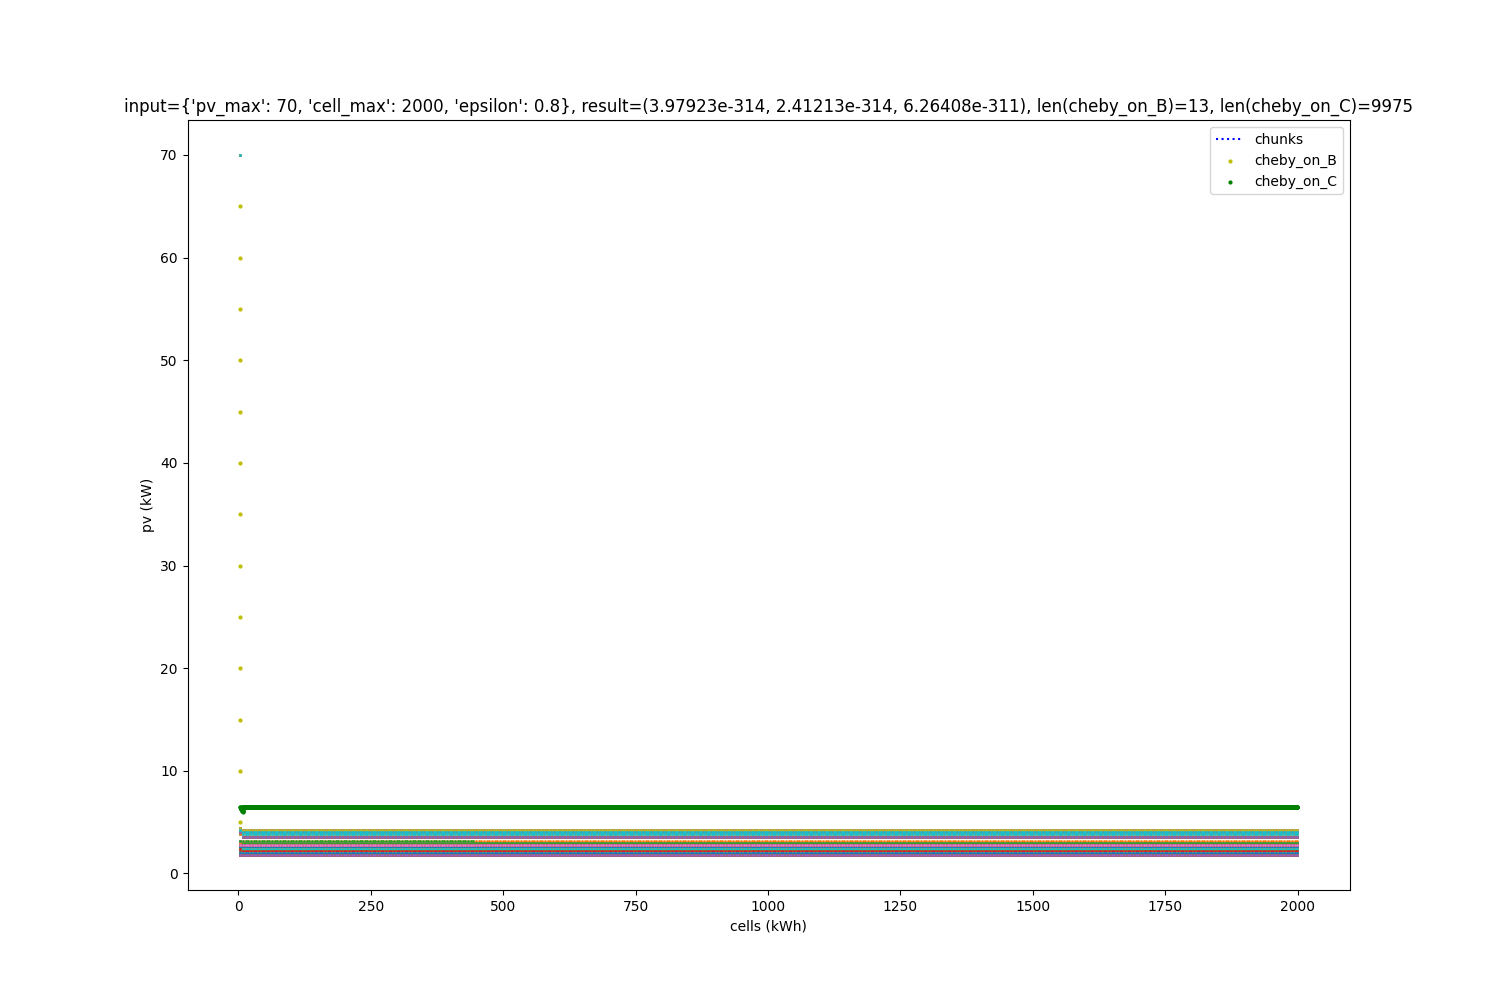 input={'pv_max': 70, 'cell_max': 2000, 'epsilon': 0.8}, result=(3.97923e-314, 2.41213e-314, 6.26408e-311), len(cheby_on_B)=13, len(cheby_on_C)=9975
chunks
cheby_on_B
cheby_on_C
70
60
50
40
30
20
10
0
pv (kW)
0 250 500 750 1000 1250 1500 1750 2000
cells (kWh)